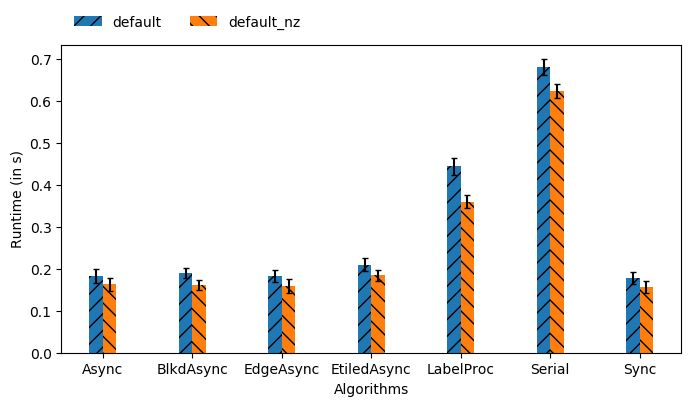 default default_nz
0.7
0.6
0.5
0.4
0.3
0.2
0.1
0.0
Runtime (in s)
Async BlkdAsync EdgeAsync EtiledAsync LabelProc Serial Sync
Algorithms